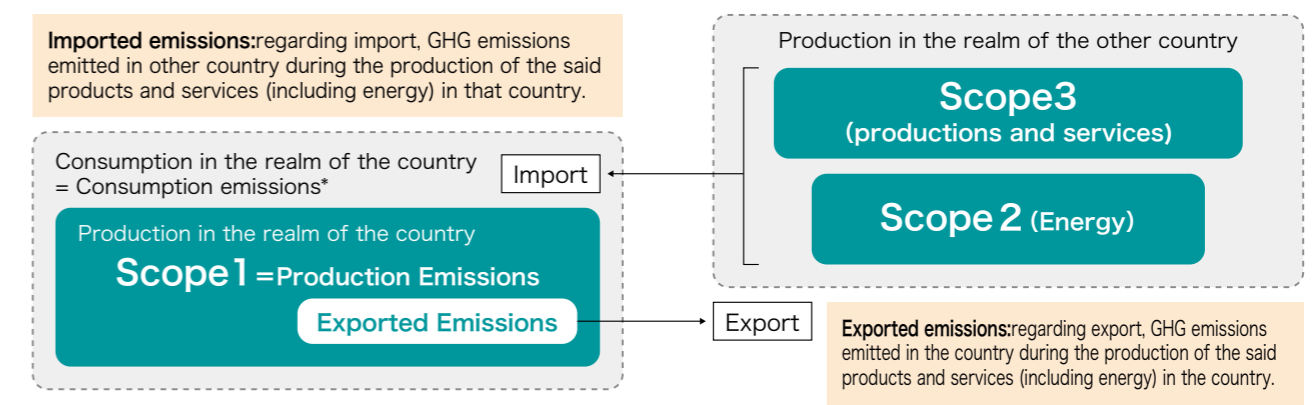 Imported emissions:regarding import, GHG emissions
emitted in other country during the production of the said
products and services (including energy) in that country.
Consumption in the realm of the country
= Consumption emissions*
Import
Production in the realm of the country
Scope1=Production Emissions
Exported Emissions
Production in the realm of the other country
Scope3
(productions and services)
Scope 2 (Energy)
Export
Exported emissions:regarding export, GHG emissions
emitted in the country during the production of the said
products and services (including energy) in the country.